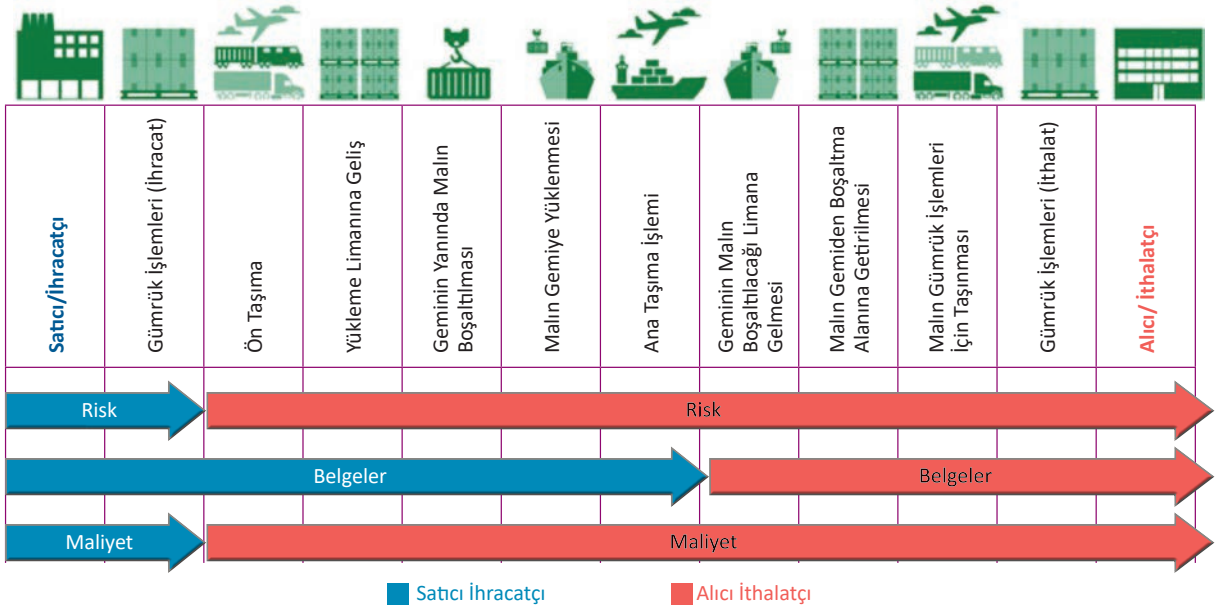 Satıcı/İhracatçı
Gümrük İşlemleri (İhracat)
Ön Taşıma
Yükleme Limanına Geliş
Geminin Yanında Malın
Boşaltılması
Malın Gemiye Yüklenmesi
Ana Taşıma İşlemi
Geminin Malın
Boşaltılacağı Limana
Gelmesi
Malın Gemiden Boşaltma
Alanına Getirilmesi
Malın Gümrük İşlemleri
İçin Taşınması
Gümrük İşlemleri (İthalat)
Alıcı/ İthalatçı
Risk
Risk
Belgeler
Belgeler
Maliyet
Maliyet
Satıcı İhracatçı
Alıcı İthalatçı